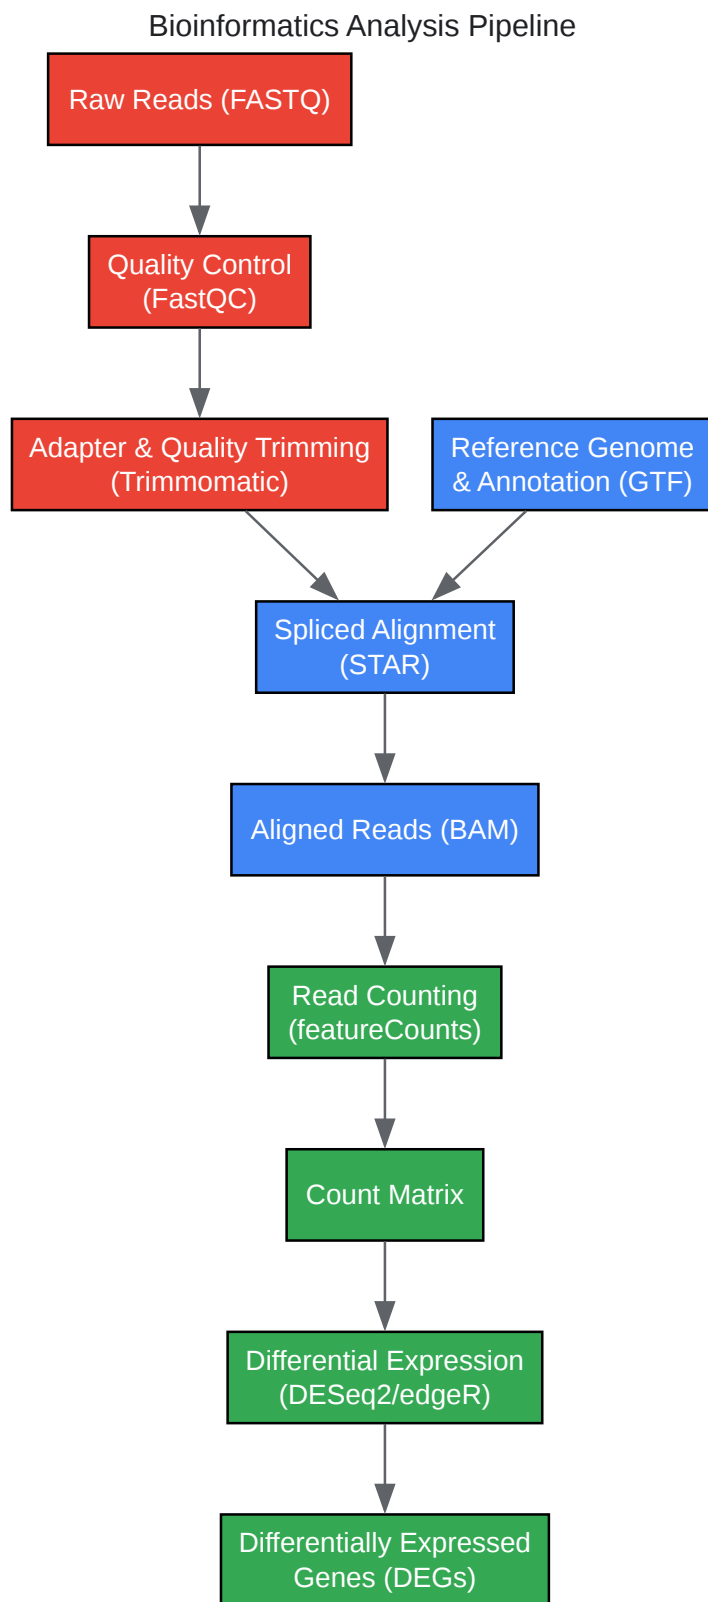 Bioinformatics Analysis Pipeline
Raw Reads (FASTQ)
Quality Control
(FastQC)
Adapter & Quality Trimming
(Trimmomatic)
Reference Genome
& Annotation (GTF)
Spliced Alignment
(STAR)
Aligned Reads (BAM)
Read Counting
(featureCounts)
Count Matrix
Differential Expression
(DESeq2/edgeR)
Differentially Expressed
Genes (DEGs)